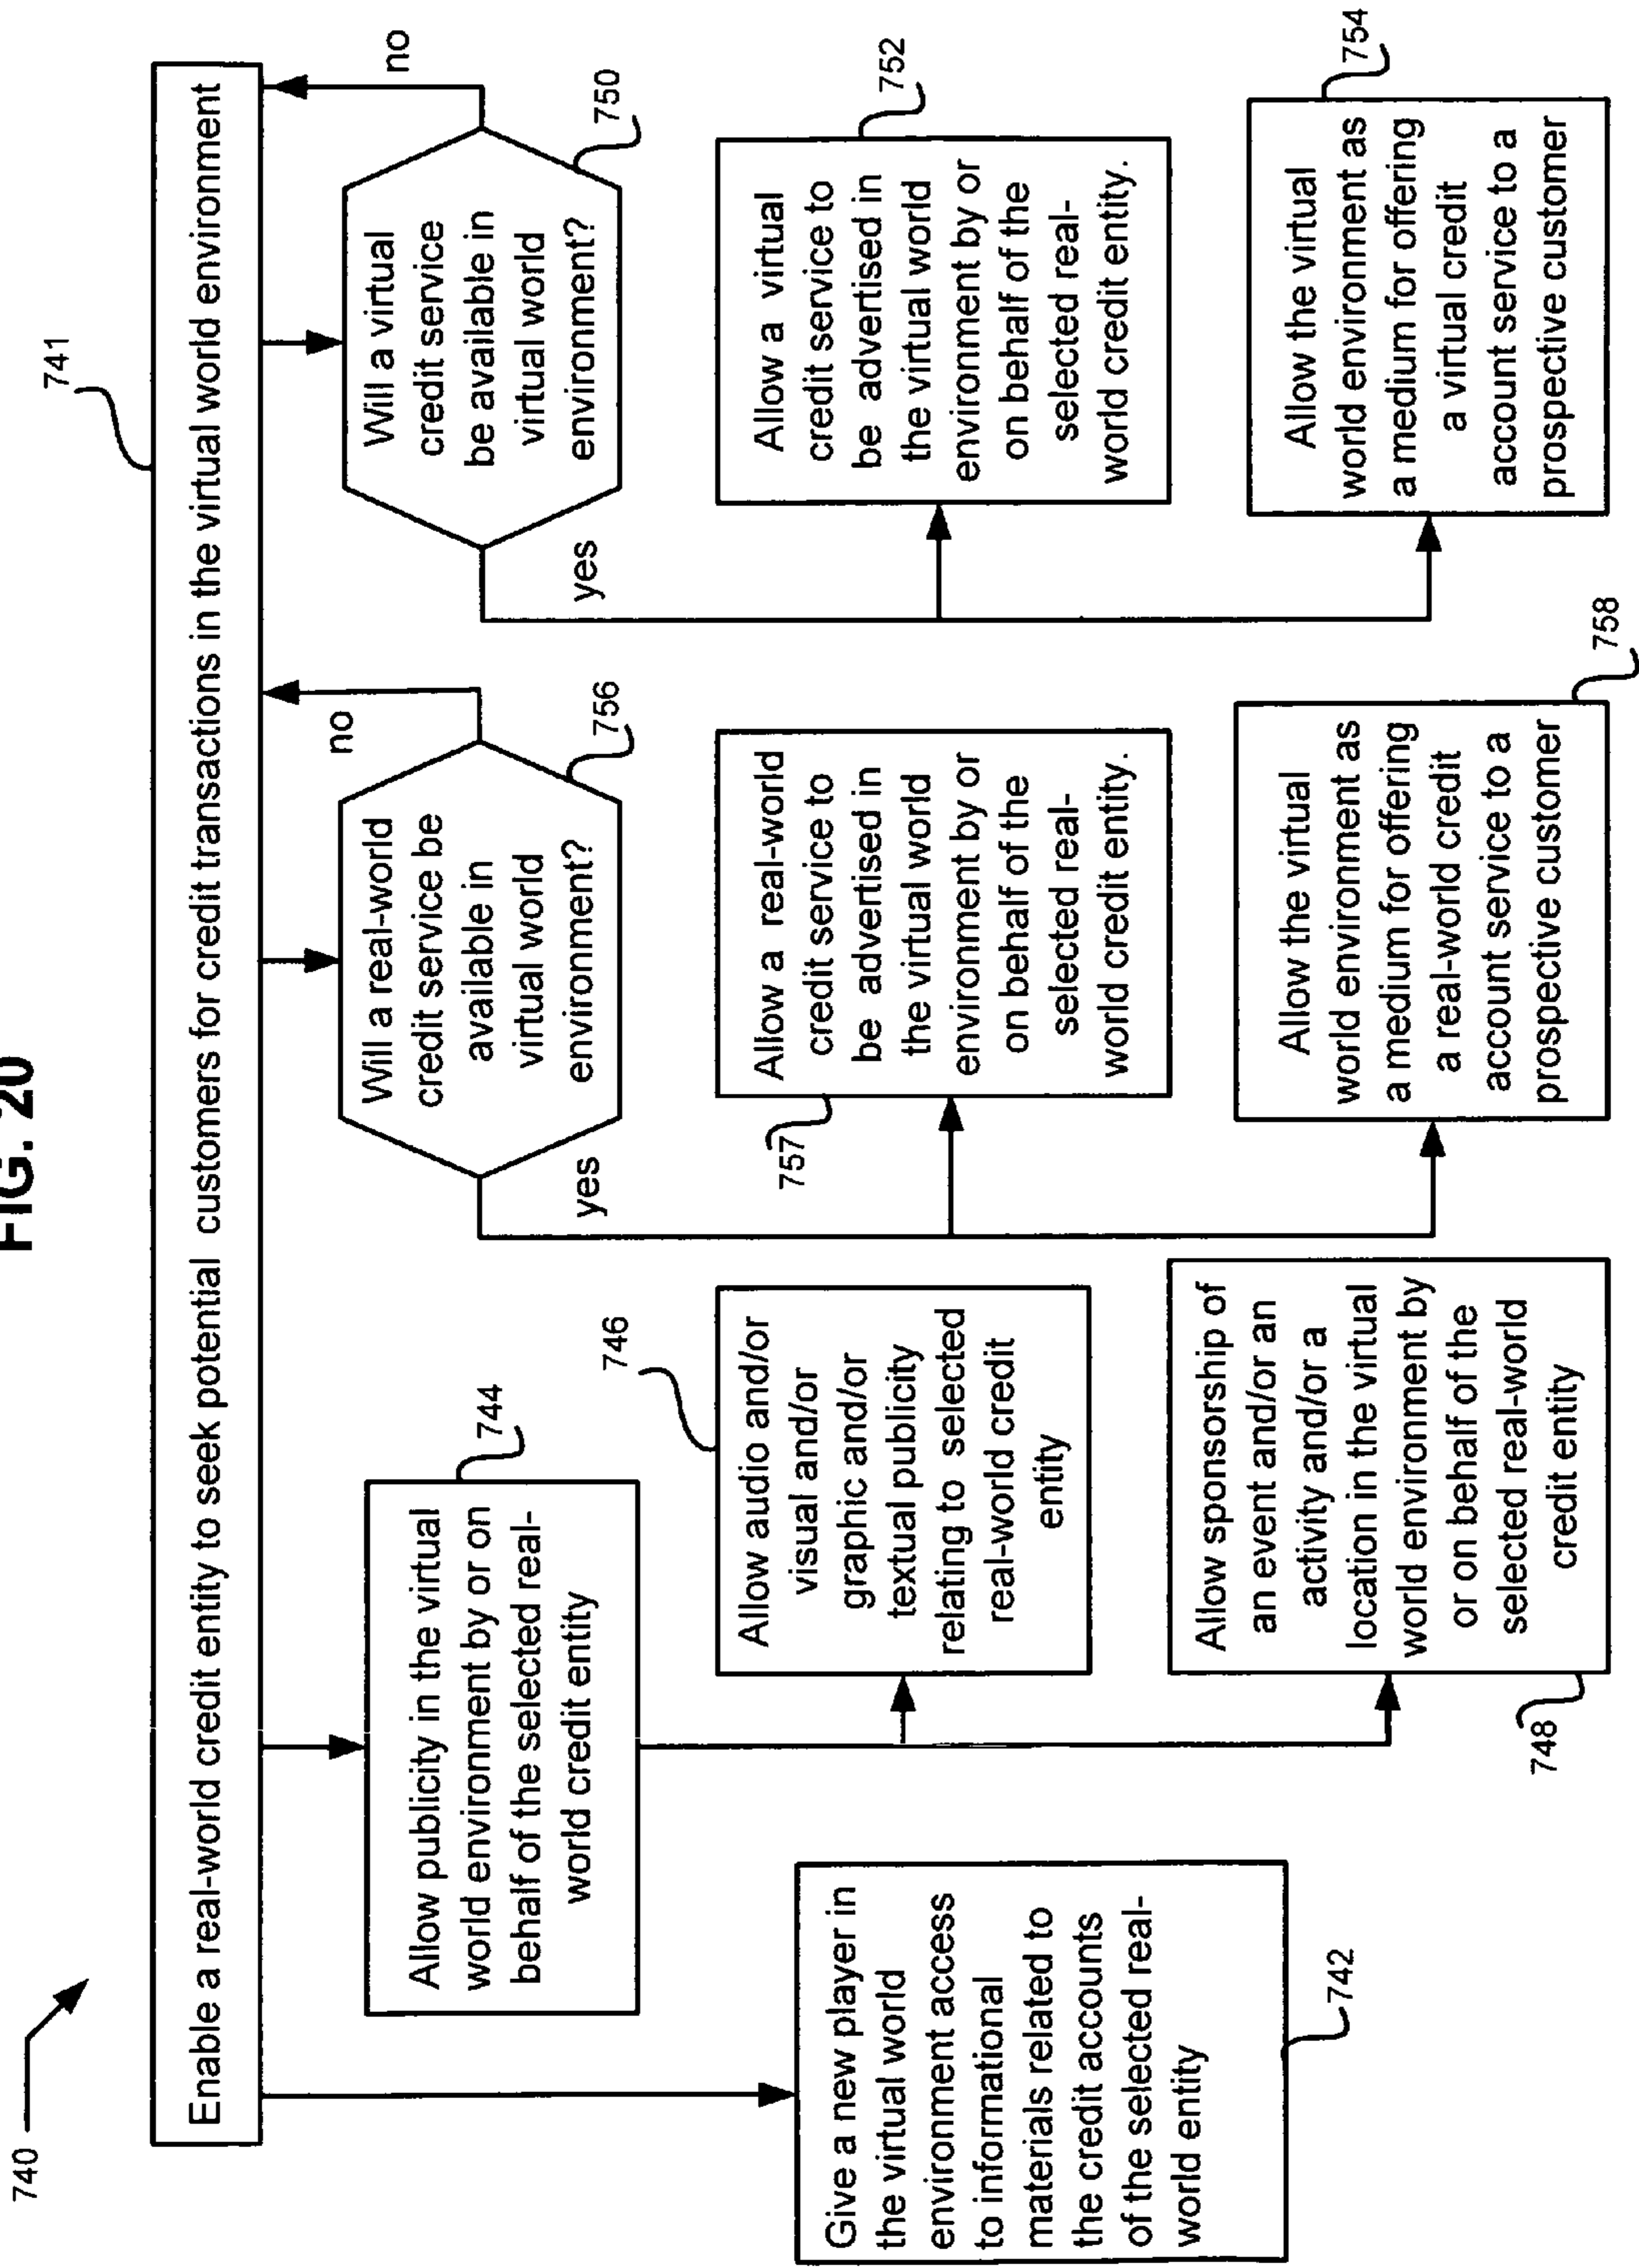 FIG. 20
740
741
Enable a real-world credit entity to seek potential customers for credit transactions in the virtual world environment
Give a new player in
the virtual world
environment access
to informational
materials related to
the credit accounts
of the selected real-
world entity
742
Allow publicity in the virtual
world environment by or on
behalf of the selected real-
world credit entity
744
Allow audio and/or
visual and/or
graphic and/or
textual publicity
relating to selected
real-world credit
entity
746
Allow sponsorship of
an event and/or an
activity and/or a
location in the virtual
world environment by
or on behalf of the
selected real-world
credit entity
748
Will a real-world
credit service be
available in
virtual world
environment?
no
756
yes
Allow a real-world
credit service to
be advertised in
the virtual world
environment by or
on behalf of the
selected real-
world credit entity.
757
Allow the virtual
world environment as
a medium for offering
a real-world credit
account service to a
prospective customer
758
Will a virtual
credit service
be available in
virtual world
environment?
no
750
yes
Allow a virtual
credit service to
be advertised in
the virtual world
environment by or
on behalf of the
selected real-
world credit entity.
752
Allow the virtual
world environment as
a medium for offering
a virtual credit
account service to a
prospective customer
754